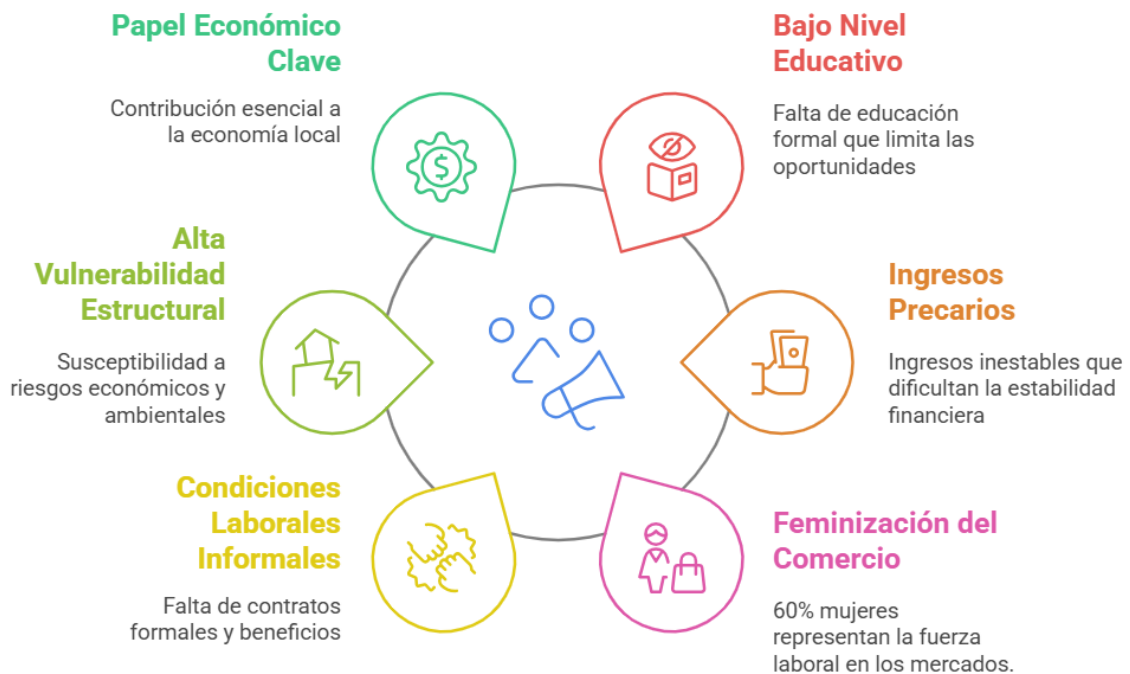 Papel Económico
Clave
Contribución esencial a
la economía local
Bajo Nivel
Educativo
Falta de educación
formal que limita las
oportunidades
Alta
Vulnerabilidad
Estructural
Susceptibilidad a
riesgos económicos y
ambientales
Ingresos
Precarios
Ingresos inestables que
dificultan la estabilidad
financiera
Condiciones
Laborales
Informales
Falta de contratos
formales y beneficios
Feminización del
Comercio
60% mujeres
representan la fuerza
laboral en los mercados.
$